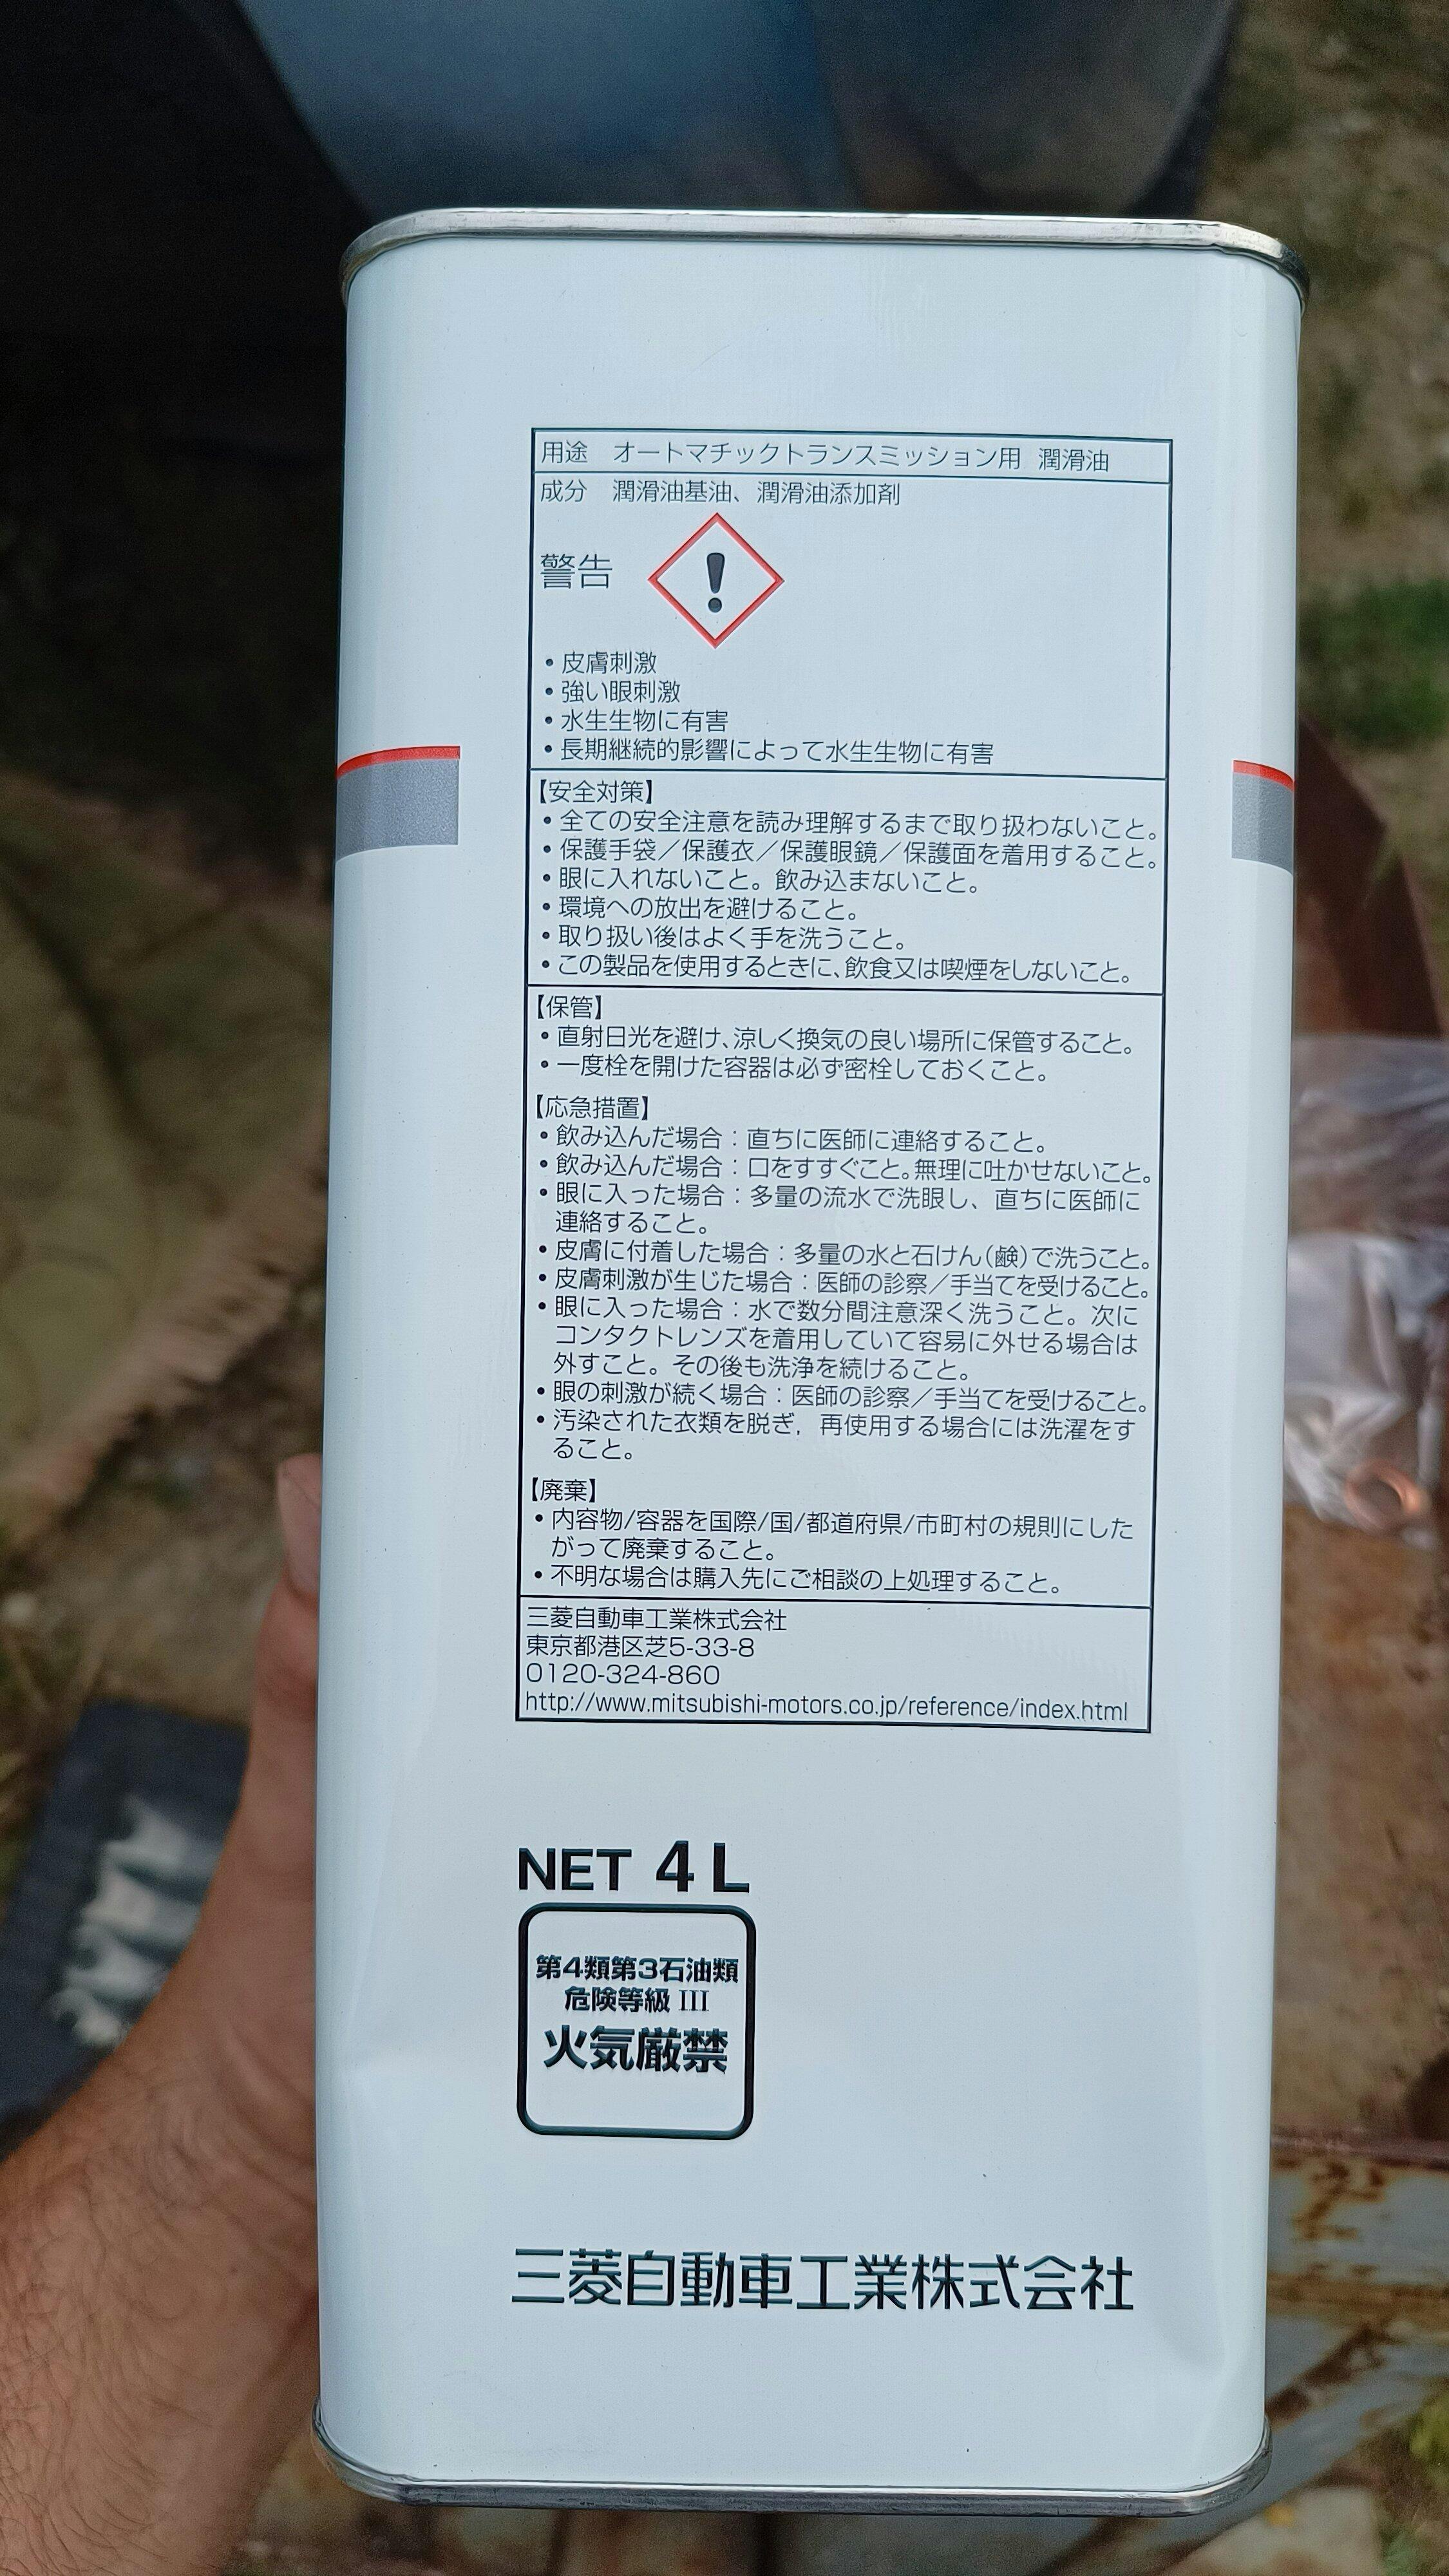 用途 オートマチックトランスミッション用 潤滑油
成分 潤滑油基油、潤滑油添加剤
警告
!
・皮膚刺激
・強い眼刺激
・水生生物に有害
・長期継続的影響によって水生生物に有害
【安全対策】
・全ての安全注意を読み理解するまで取り扱わないこと。
・保護手袋／保護衣／保護眼鏡／保護面を着用すること。
・眼に入れないこと。飲み込まないこと。
・環境への放出を避けること。
・取り扱い後はよく手を洗うこと。
・この製品を使用するときに、飲食又は喫煙をしないこと。
【保管】
・直射日光を避け、涼しく換気の良い場所に保管すること。
・一度栓を開けた容器は必ず密栓しておくこと。
【応急措置】
・飲み込んだ場合：直ちに医師に連絡すること。
・飲み込んだ場合：口をすすぐこと。無理に吐かせないこと。
・眼に入った場合：多量の流水で洗眼し、直ちに医師に
連絡すること。
・皮膚に付着した場合：多量の水と石けん（鹸）で洗うこと。
・皮膚刺激が生じた場合：医師の診察／手当てを受けること。
・眼に入った場合：水で数分間注意深く洗うこと。次に
コンタクトレンズを着用していて容易に外せる場合は
外すこと。その後も洗浄を続けること。
・眼の刺激が続く場合：医師の診察／手当てを受けること。
・汚染された衣類を脱ぎ，再使用する場合には洗濯をす
ること。
【廃棄】
・内容物/容器を国際/国/都道府県/市町村の規則にした
がって廃棄すること。
・不明な場合は購入先にご相談の上処理すること。
三菱自動車工業株式会社
東京都港区芝5-33-8
0120-324-860
http://www.mitsubishi-motors.co.jp/reference/index.html
NET 4 L
第4類第3石油類
危険等級 III
火気厳禁
三菱自動車工業株式会社